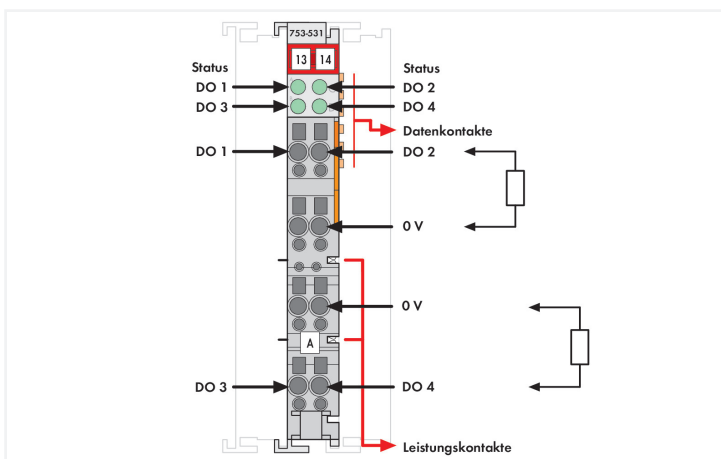 753-531
13 14
Status
DO 1
DO 3
Status
DO 2
DO 4
Datenkontakte
DO 1
DO 2
0 V
0 V
A
DO 3
DO 4
Leistungskontakte